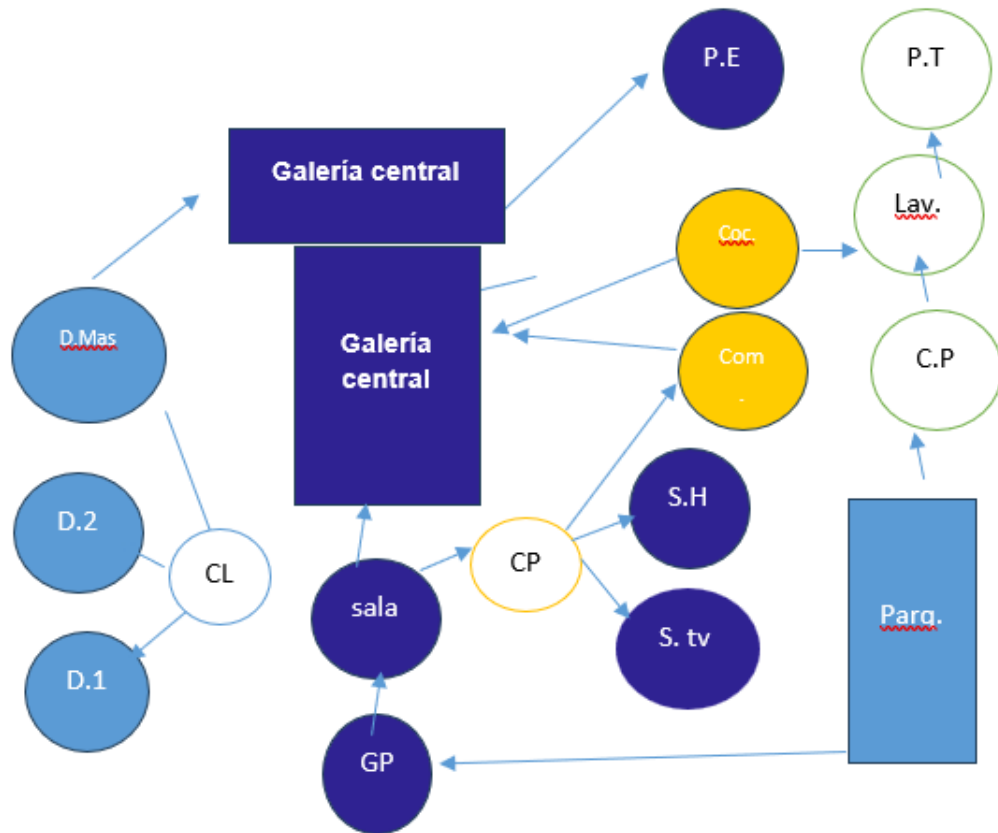 P.E
P.T
Galería central
Lav.
Coc.
D.Mas
Galería
central
Com
.
C.P
D.2
S.H
CL
CP
sala
S. tv
Parq.
D.1
GP